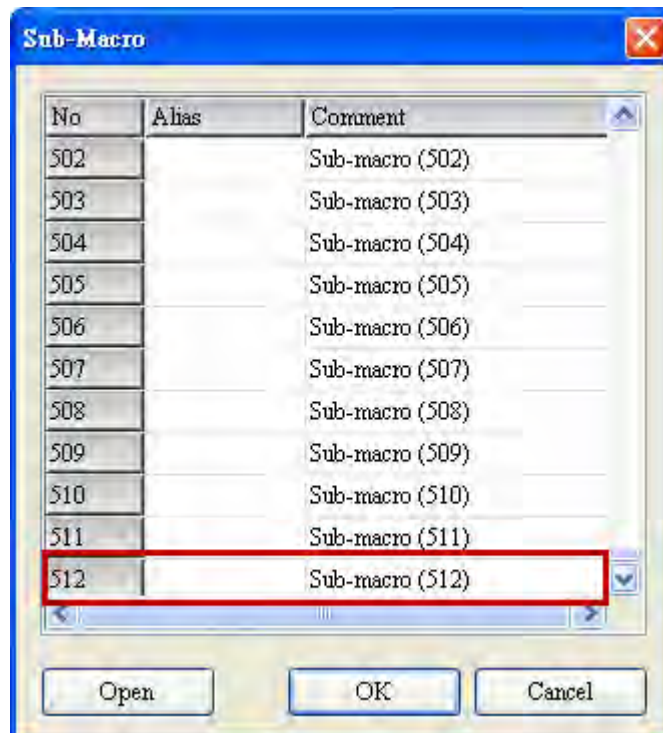 Sub-Macro
No Alias Comment
502 Sub-macro (502)
503 Sub-macro (503)
504 Sub-macro (504)
505 Sub-macro (505)
506 Sub-macro (506)
507 Sub-macro (507)
508 Sub-macro (508)
509 Sub-macro (509)
510 Sub-macro (510)
511 Sub-macro (511)
512 Sub-macro (512)
Open OK Cancel